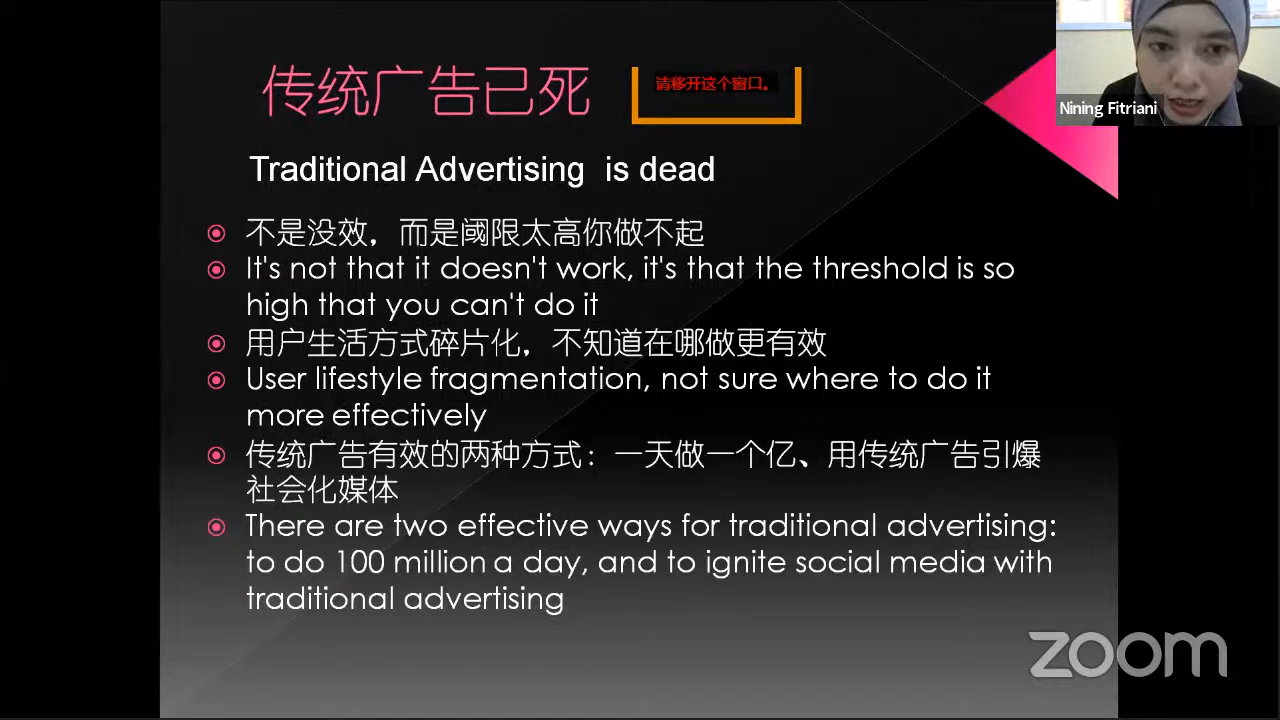 传统广告已死
请移开这个窗口。
Nining Fitriani
Traditional Advertising is dead
不是没效，而是阈限太高你做不起
It's not that it doesn't work, it's that the threshold is so
high that you can't do it
用户生活方式碎片化，不知道在哪做更有效
User lifestyle fragmentation, not sure where to do it
more effectively
传统广告有效的两种方式：一天做一个亿、用传统广告引爆
社会化媒体
There are two effective ways for traditional advertising:
to do 100 million a day, and to ignite social media with
traditional advertising
zoom